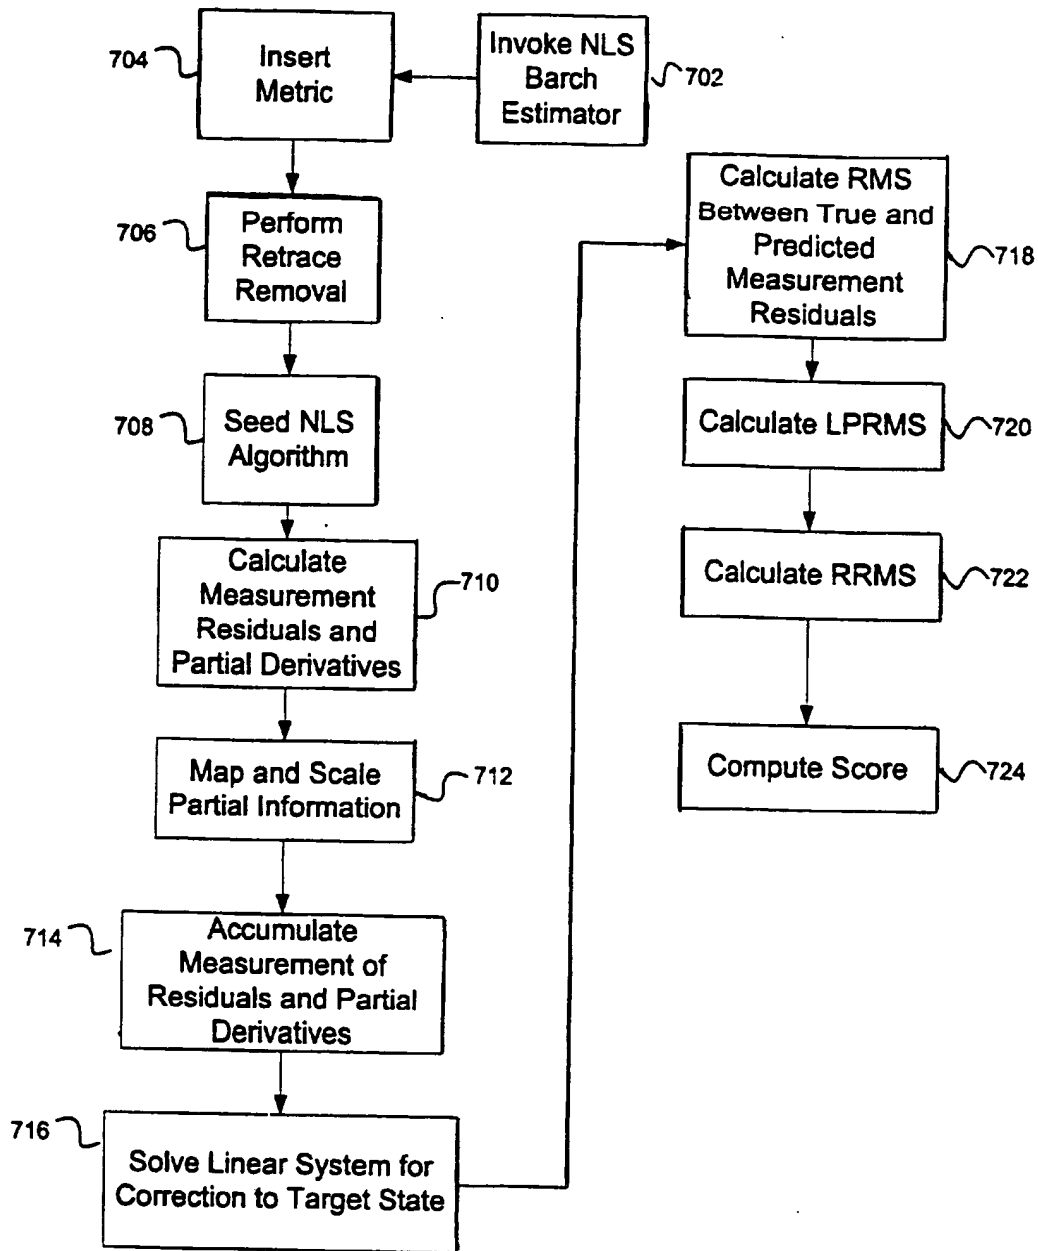 704
Insert
Metric
Invoke NLS
Barch
Estimator
702
706
Perform
Retrace
Removal
708
Seed NLS
Algorithm
Calculate
Measurement
Residuals and
Partial Derivatives
710
Map and Scale
Partial Information
712
714
Accumulate
Measurement of
Residuals and Partial
Derivatives
716
Solve Linear System for
Correction to Target State
Calculate RMS
Between True and
Predicted
Measurement
Residuals
718
Calculate LPRMS
720
Calculate RRMS
722
Compute Score
724